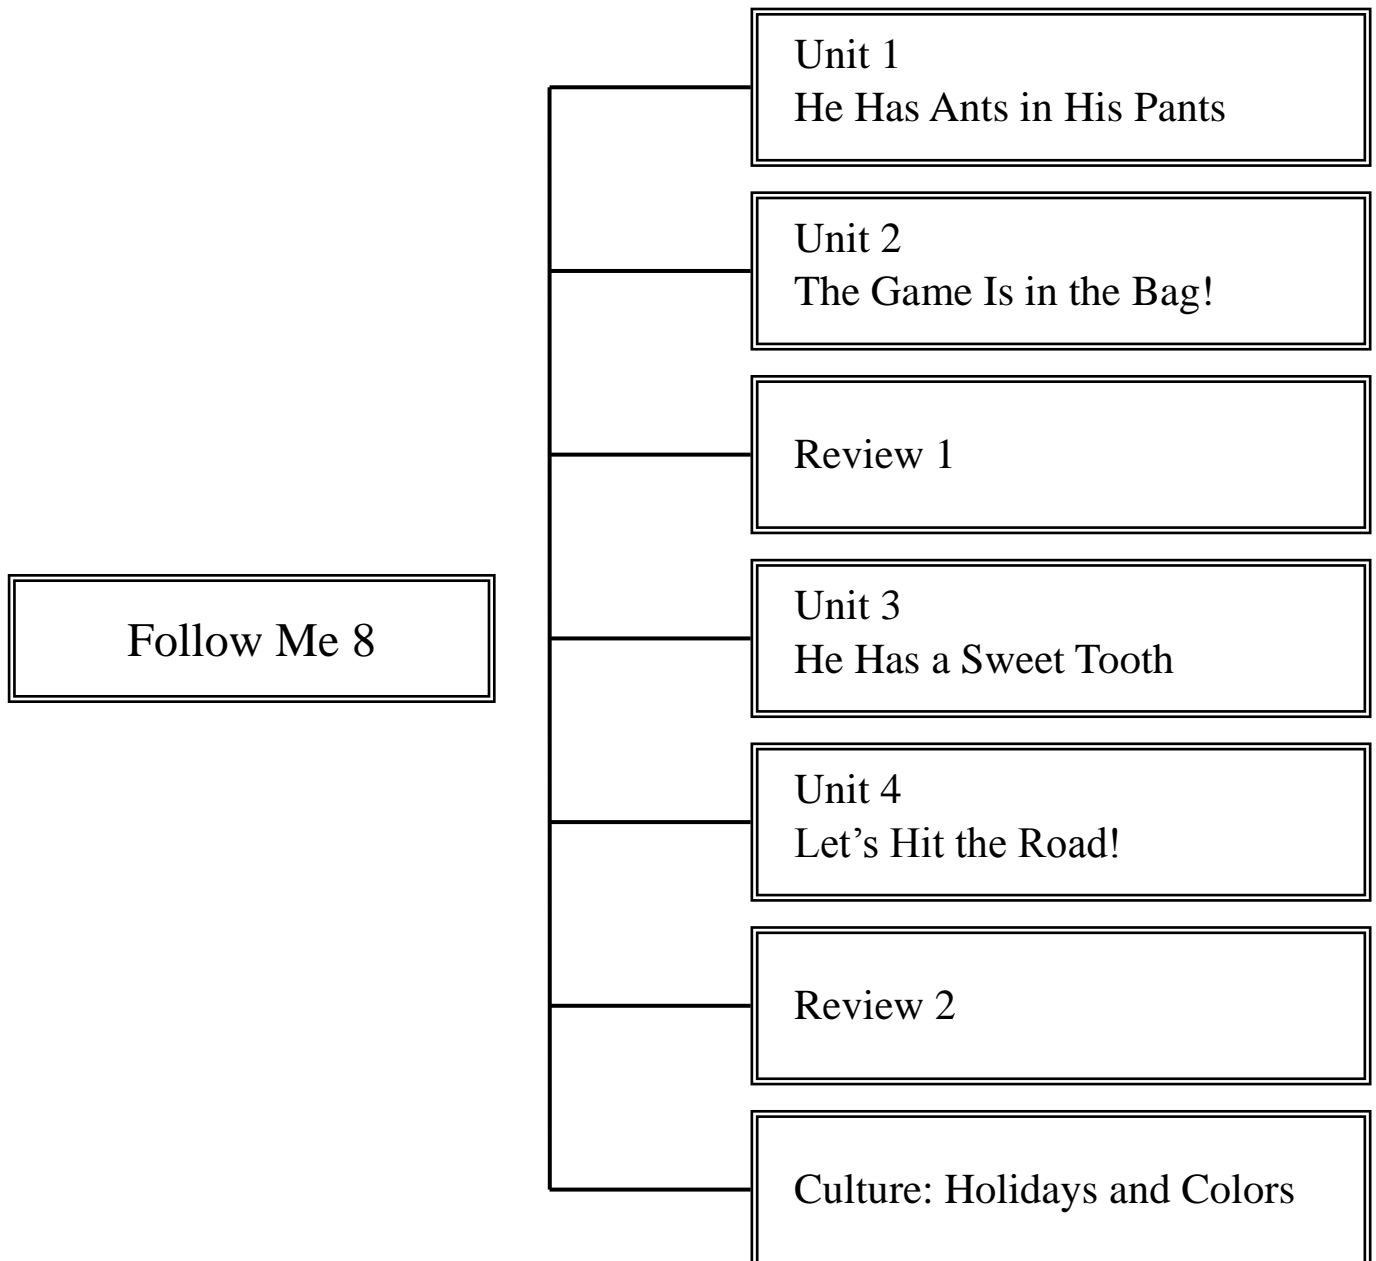 Follow Me 8
Unit 1
He Has Ants in His Pants
Unit 2
The Game Is in the Bag!
Review 1
Unit 3
He Has a Sweet Tooth
Unit 4
Let’s Hit the Road!
Review 2
Culture: Holidays and Colors